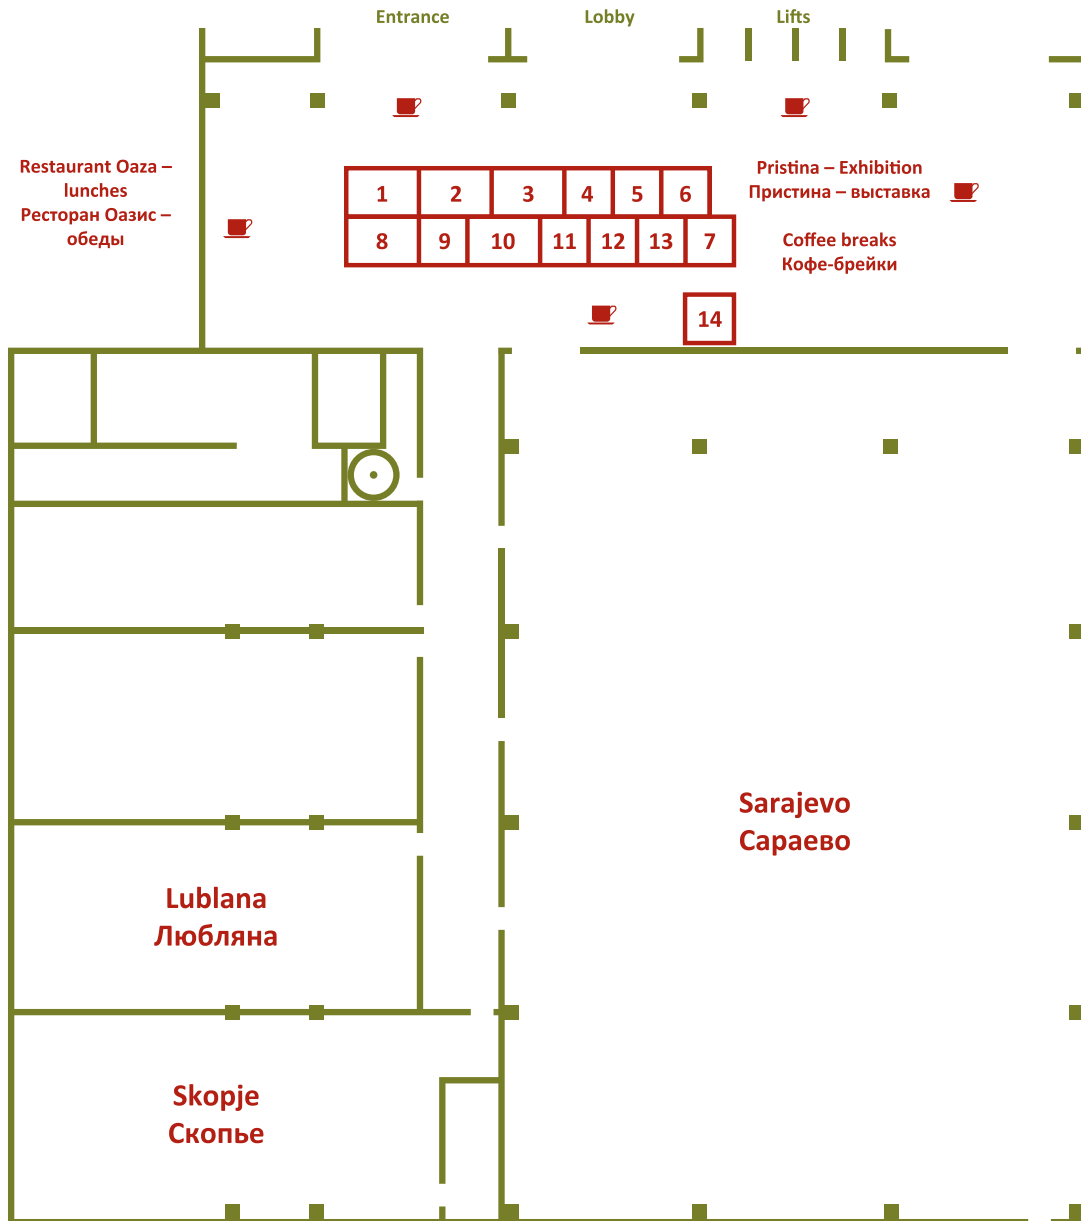 Entrance
Lobby
Lifts
Restaurant Oaza –
lunches
Ресторан Оазис –
обеды
Pristina – Exhibition
Пристина – выставка
Coffee breaks
Кофе-брейки
1 2 3 4 5 6
8 9 10 11 12 13 7
14
Sarajevo
Сараево
Lublana
Любляна
Skopje
Скопье